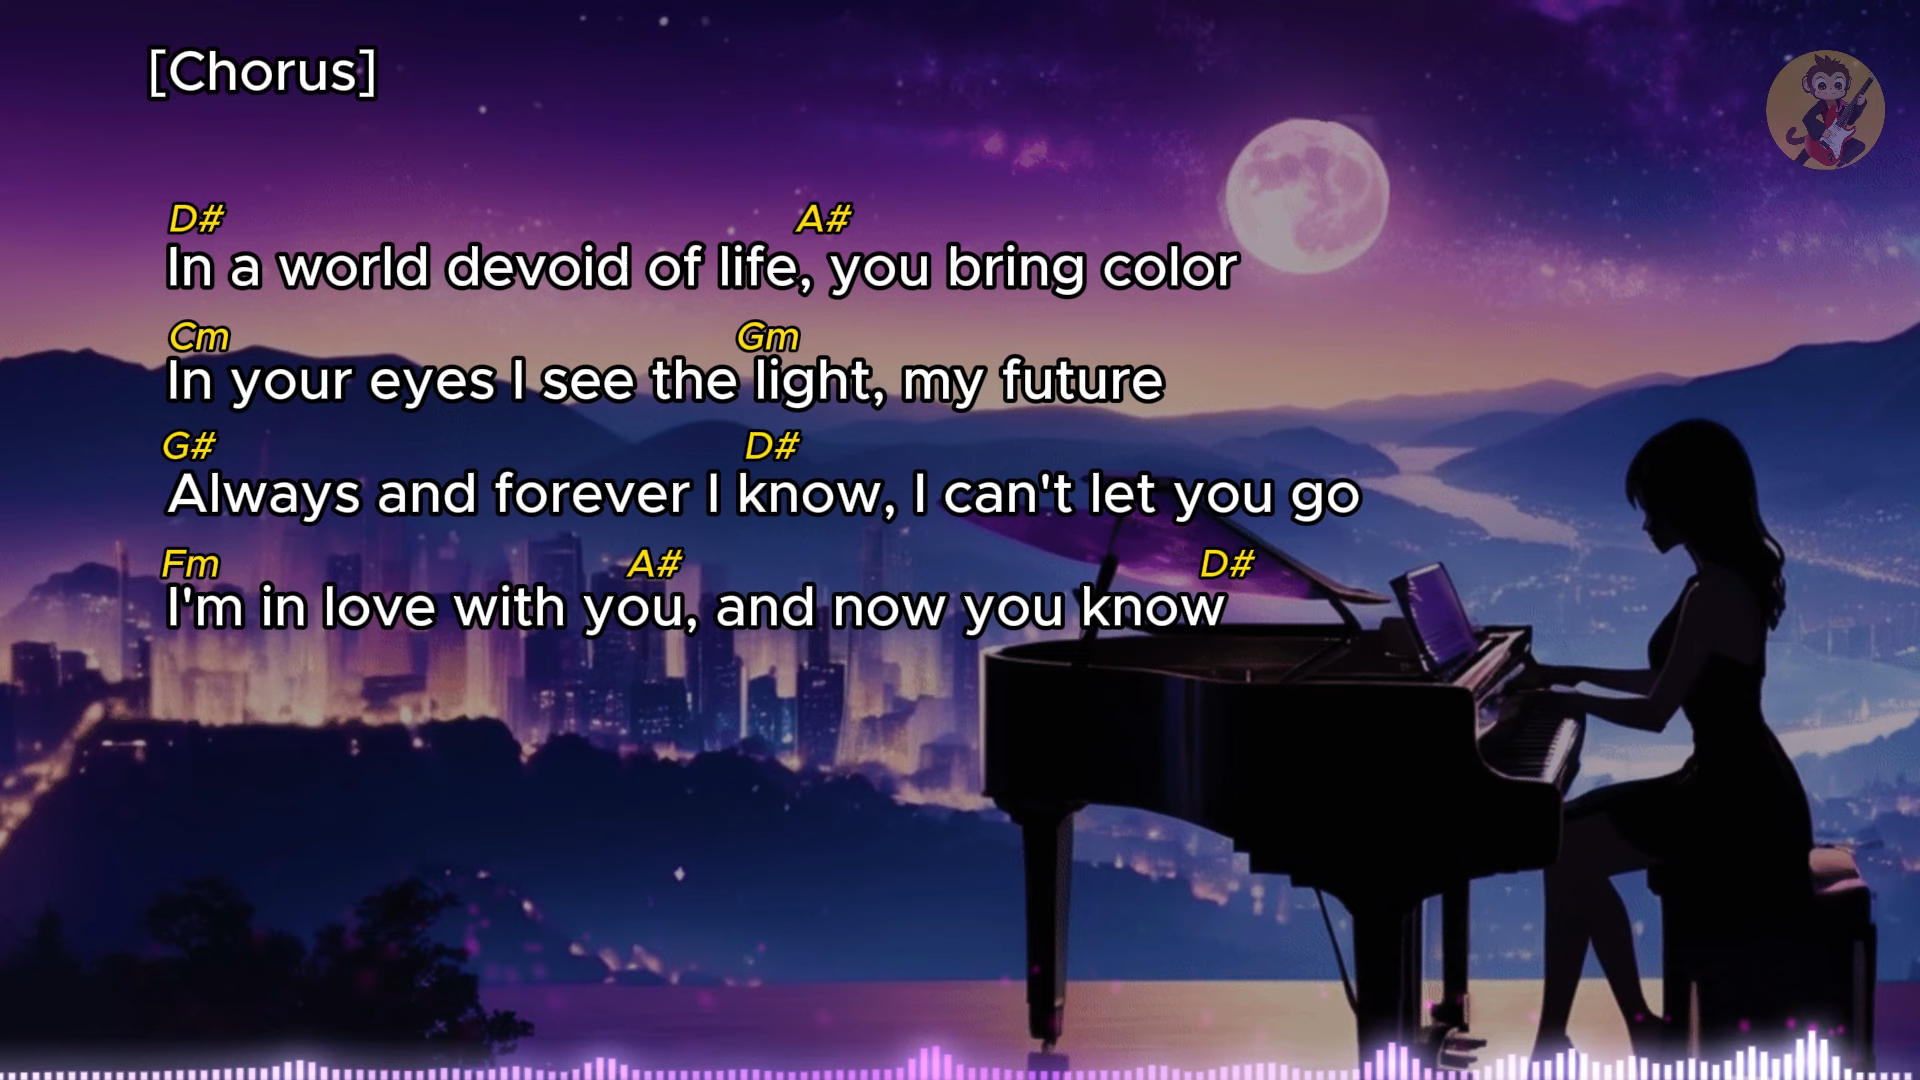 [Chorus]
D# A#
In a world devoid of life, you bring color
Cm Gm
In your eyes I see the light, my future
G# D#
Always and forever I know, I can't let you go
Fm A# D#
I'm in love with you, and now you know